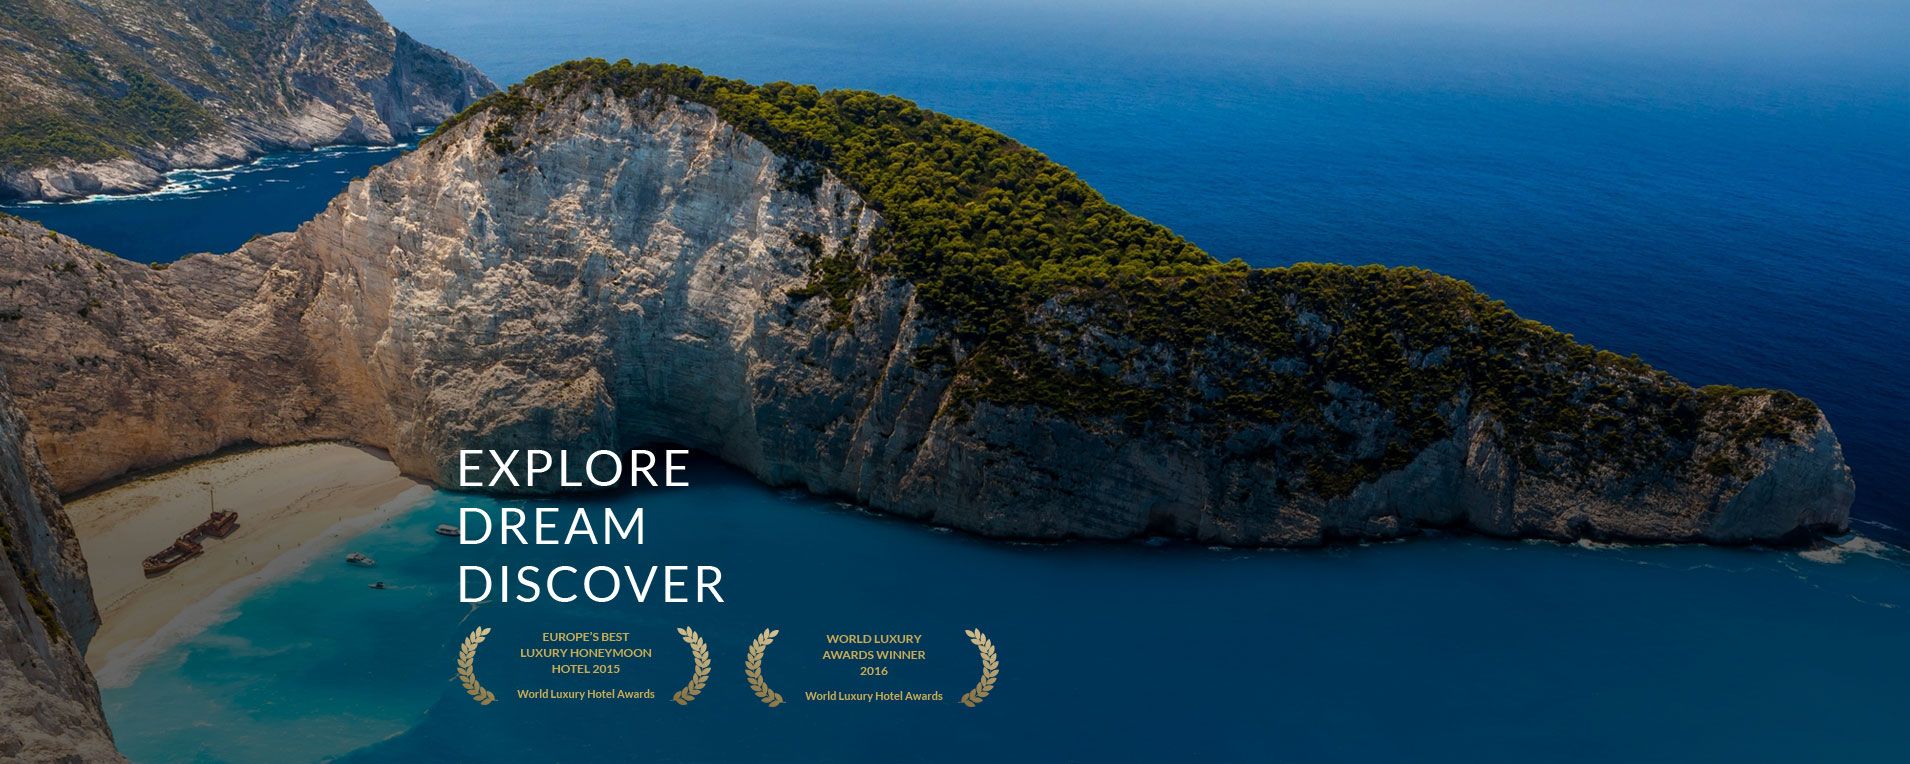 EXPLORE
DREAM
DISCOVER
EUROPE’S BEST
LUXURY HONEYMOON
HOTEL 2015
World Luxury Hotel Awards
WORLD LUXURY
AWARDS WINNER
2016
World Luxury Hotel Awards